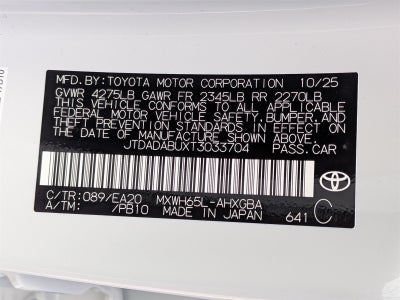 MFD.BY: TOYOTA MOTOR CORPORATION 10/25
GVWR 4275LB GAWR FR 2345LB RR 2270LB
THIS VEHICLE CONFORMS TO ALL APPLICABLE
FEDERAL MOTOR VEHICLE SAFETY, BUMPER, AND
THEFT PREVENTION STANDARDS IN EFFECT ON
THE DATE OF MANUFACTURE SHOWN ABOVE.
JTDADABUXT3033704 PASS.CAR
C/TR: 089/EA20 MXWH65L-AHXGBA
A/TM: /PB10 MADE IN JAPAN 641 C
TOYOTA